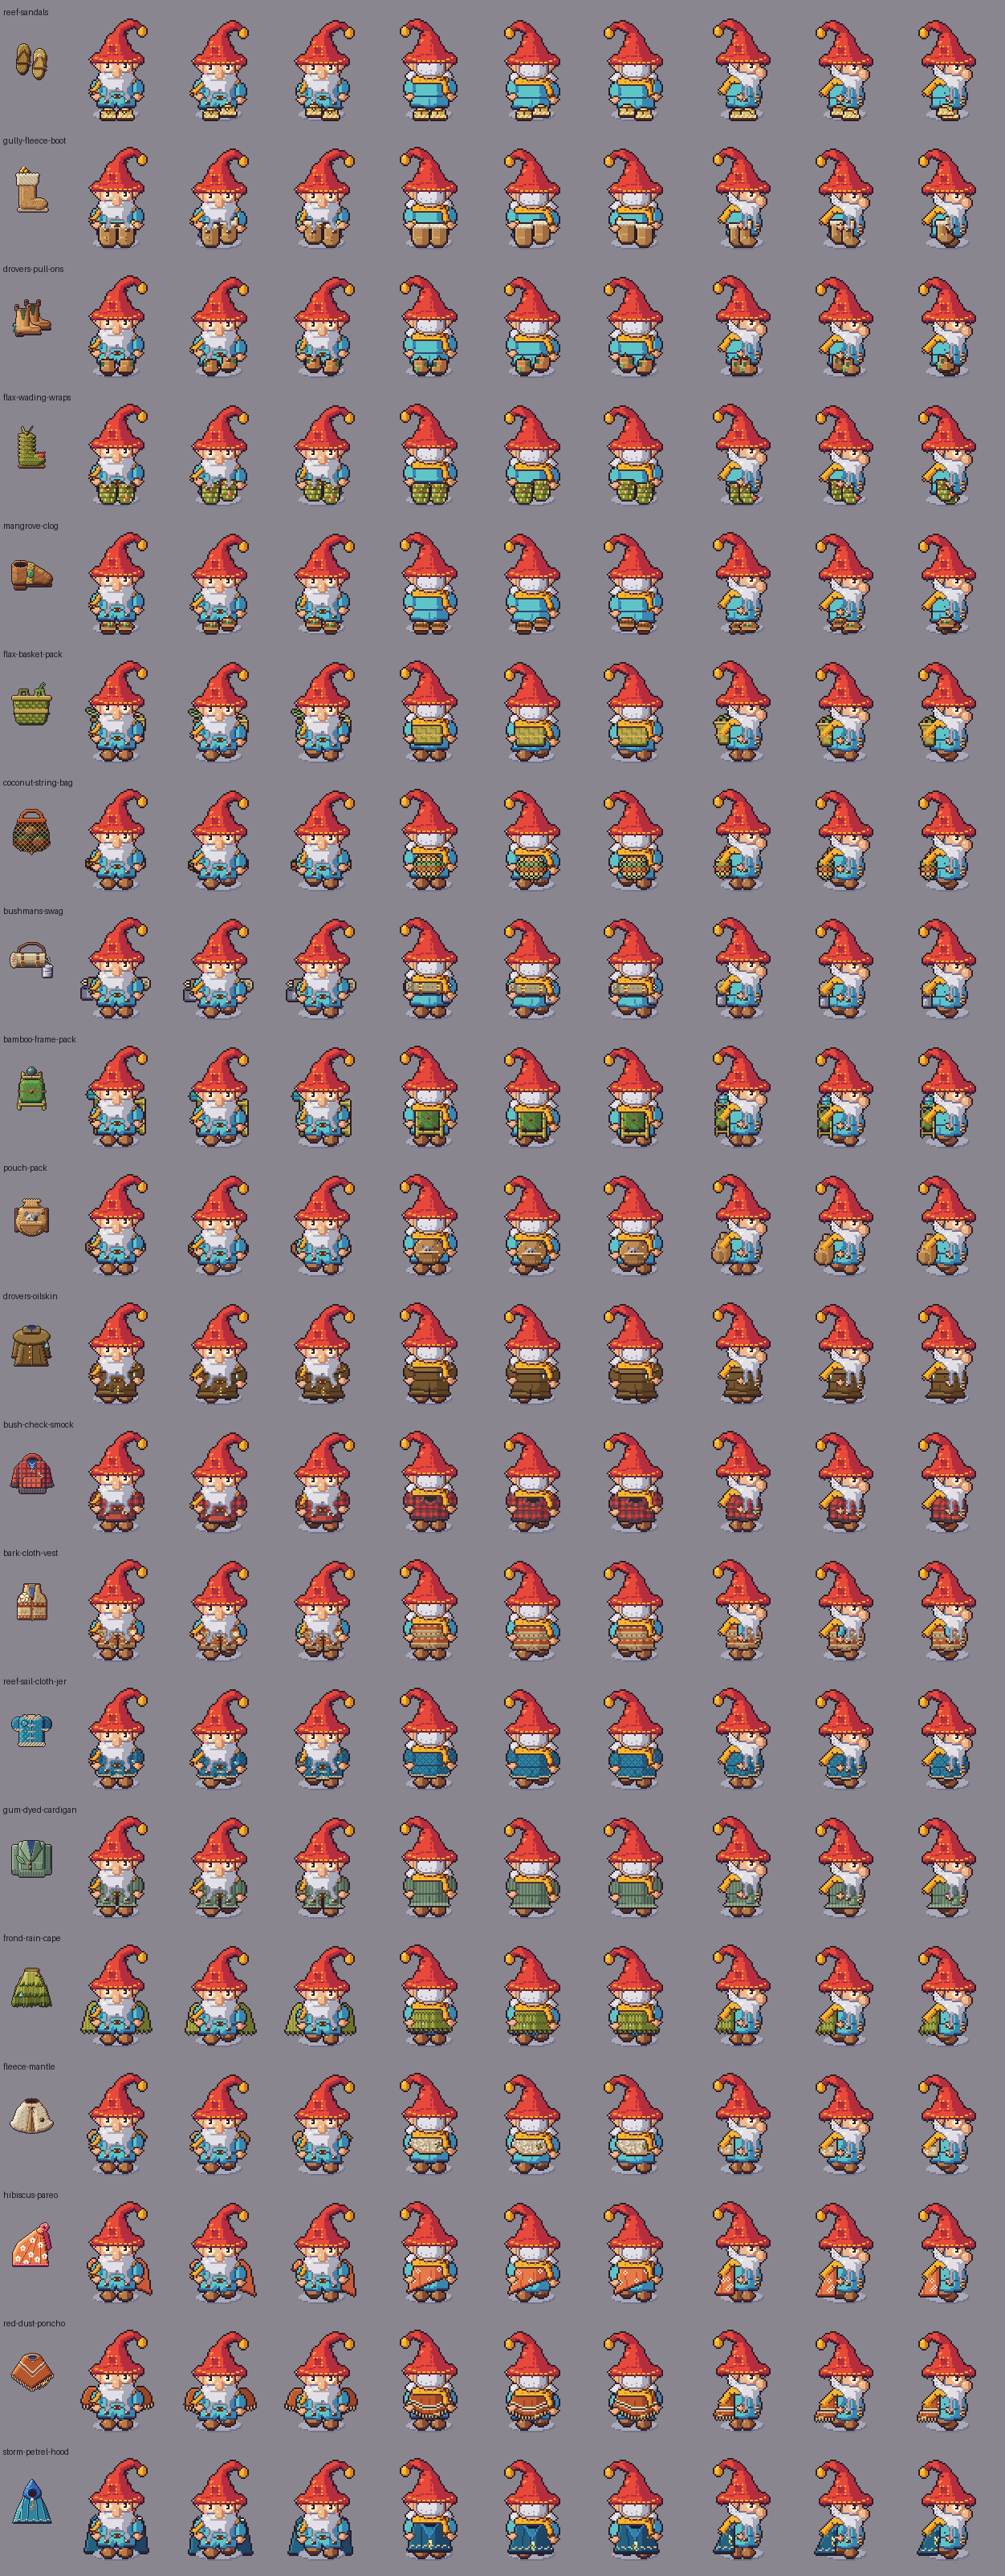 reef-sandals
gully-fleece-boot
drovers-pull-ons
flax-wading-wraps
mangrove-clog
flax-basket-pack
coconut-string-bag
bushmans-swag
bamboo-frame-pack
pouch-pack
drovers-oilskin
bush-check-smock
bark-cloth-vest
reef-sail-cloth-jer
gum-dyed-cardigan
frond-rain-cape
fleece-mantle
hibiscus-pareo
red-dust-poncho
storm-petrel-hood